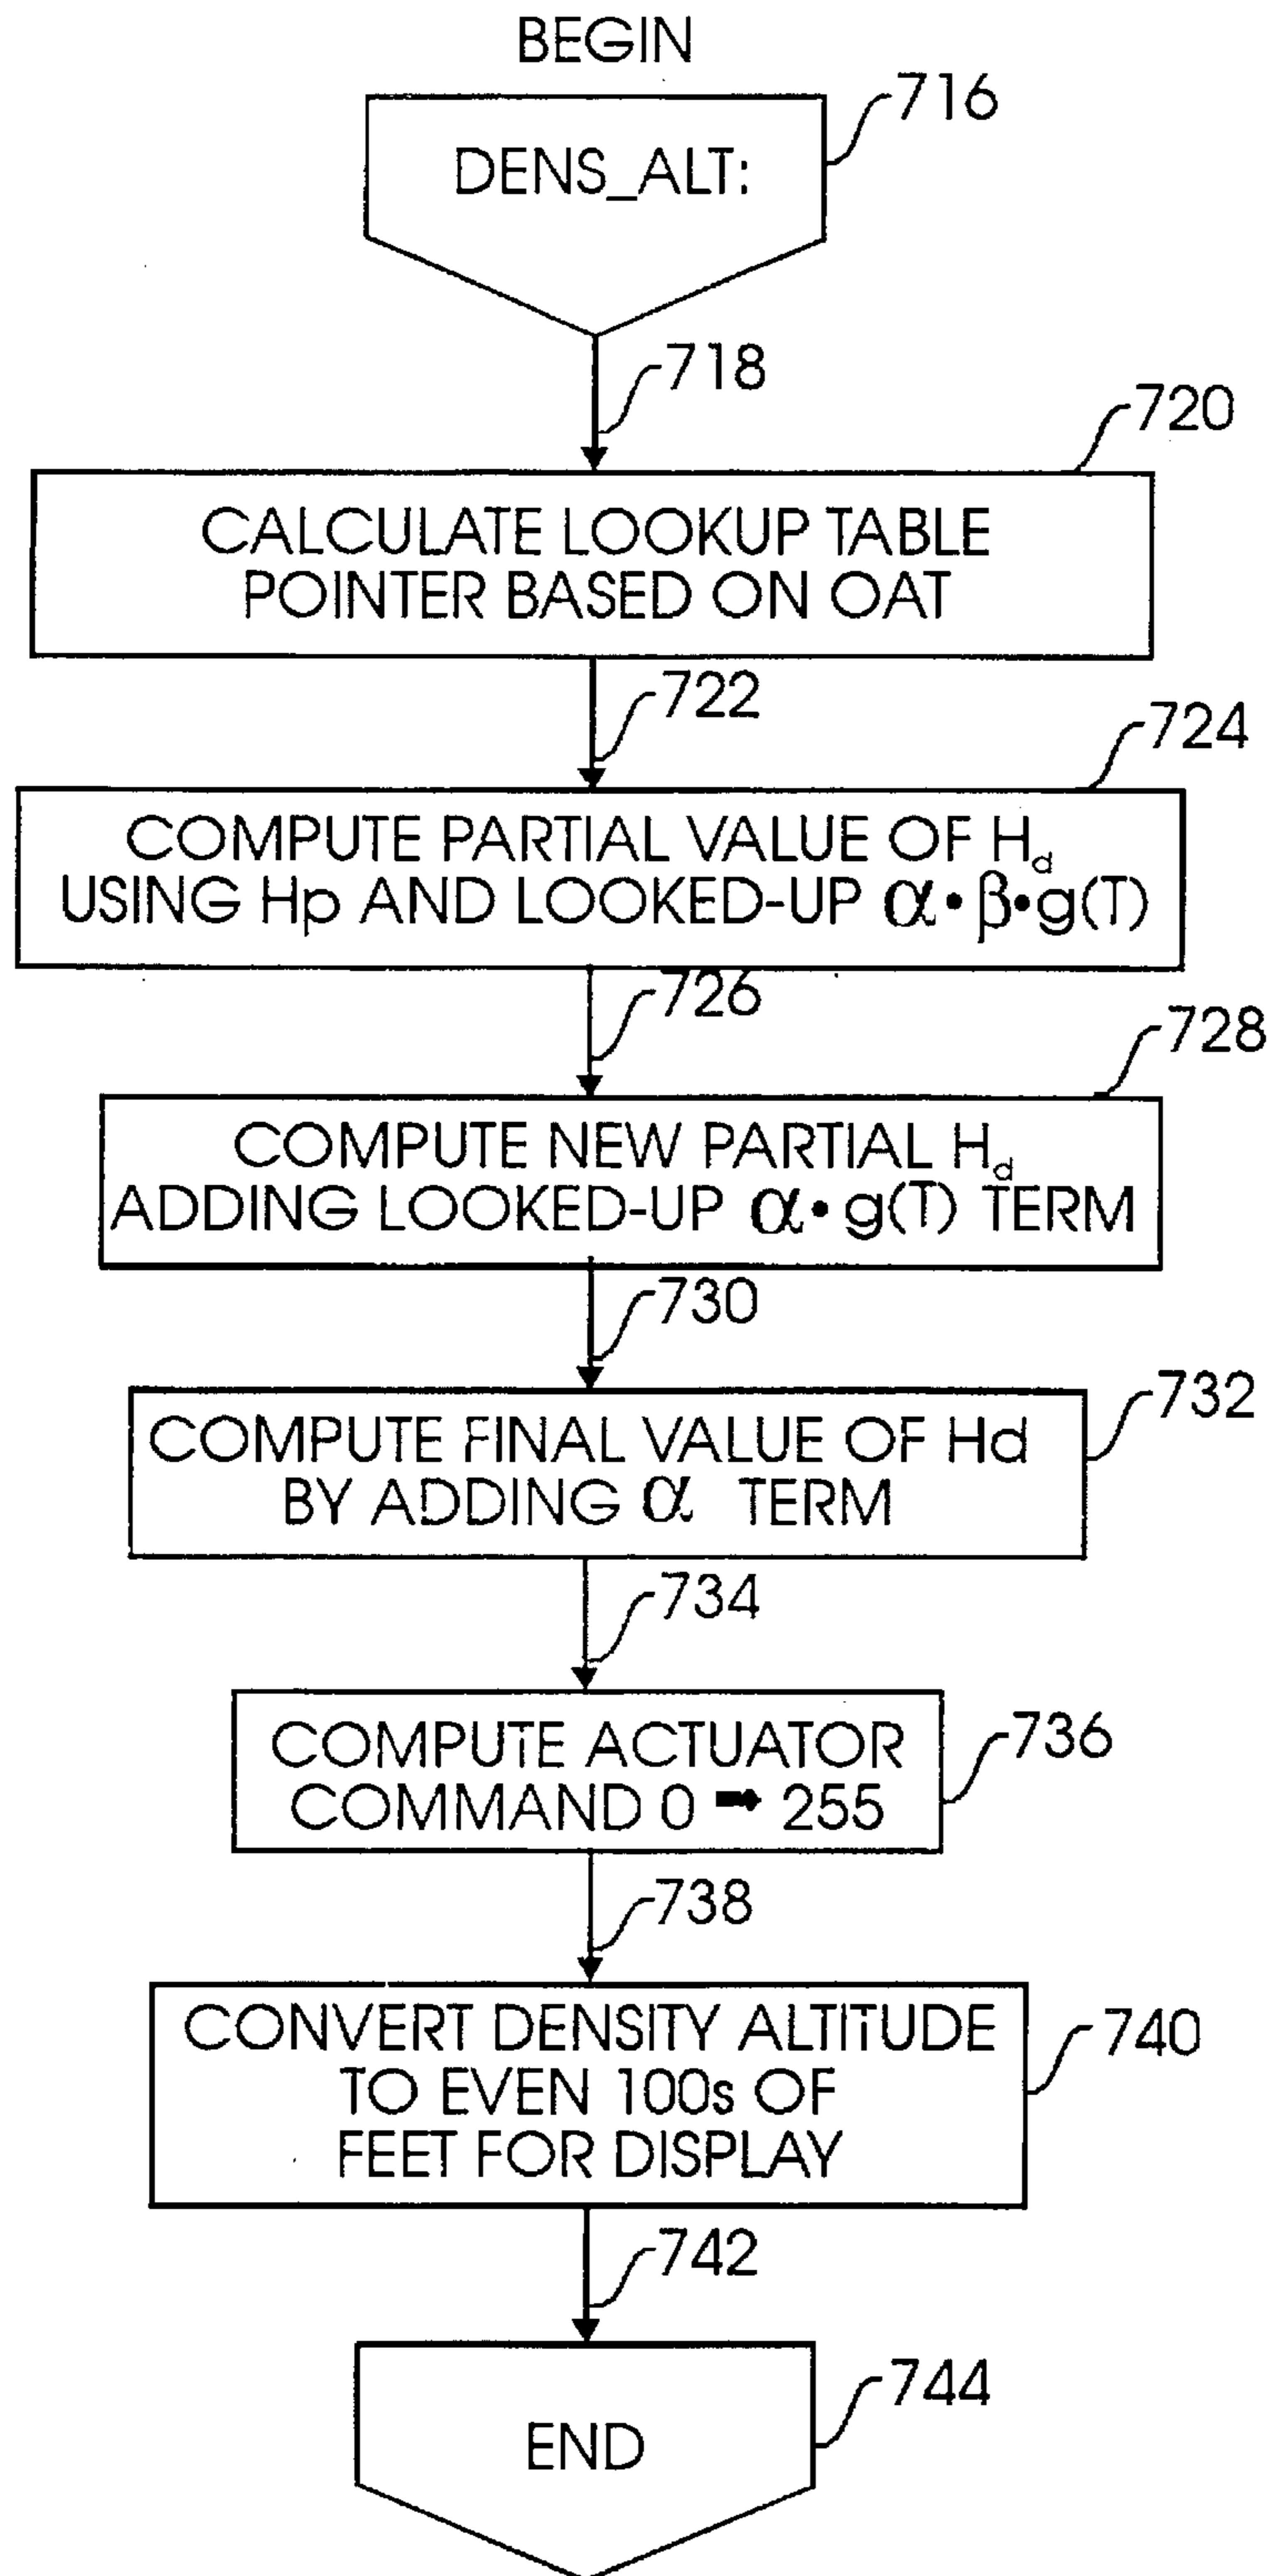 BEGIN
716
DENS_ALT:
718
720
CALCULATE LOOKUP TABLE
POINTER BASED ON OAT
722
724
COMPUTE PARTIAL VALUE OF Hd
USING Hp AND LOOKED-UP α•β•g(T)
726
728
COMPUTE NEW PARTIAL Hd
ADDING LOOKED-UP α•g(T) TERM
730
732
COMPUTE FINAL VALUE OF Hd
BY ADDING α TERM
734
736
COMPUTE ACTUATOR
COMMAND 0 ➡ 255
738
740
CONVERT DENSITY ALTITUDE
TO EVEN 100s OF
FEET FOR DISPLAY
742
744
END